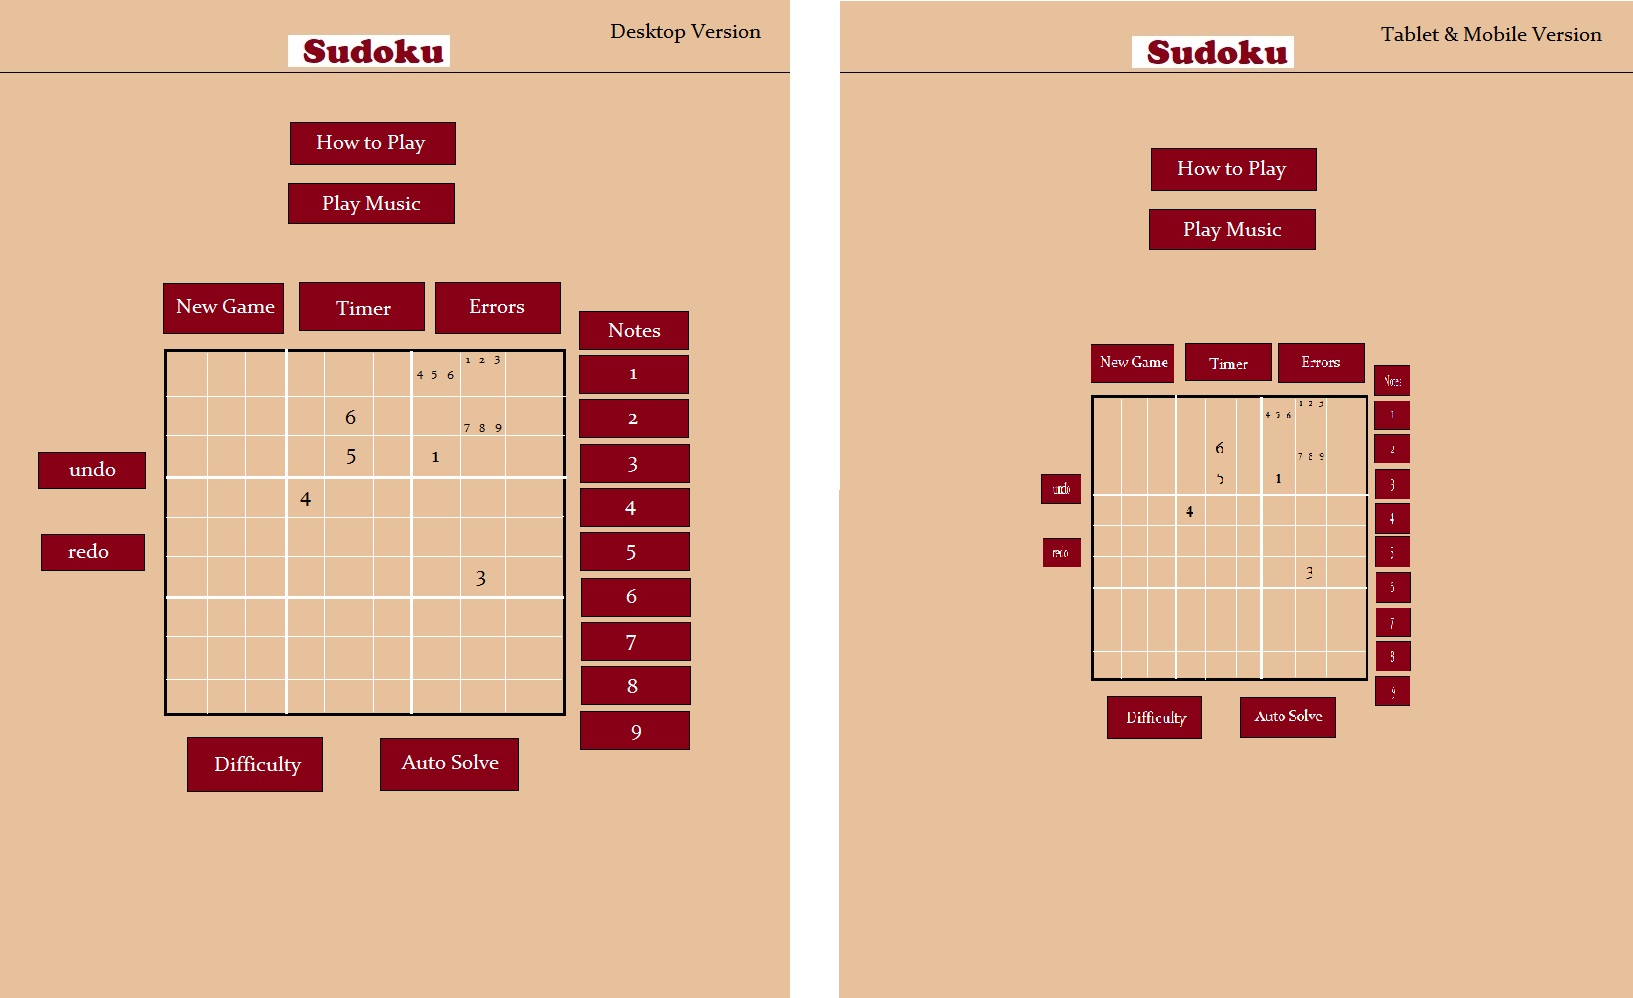 Desktop Version
Sudoku
How to Play
Play Music
New Game Timer Errors
Notes
1 2 3
4 5 6
1
6
2
7 8 9
5 1
3
undo
4
4
redo
5
3
6
7
8
9
Difficulty Auto Solve
Tablet & Mobile Version
Sudoku
How to Play
Play Music
New Game Timer Errors
Notes
1 2 3
4 5 6
1
6
2
7 8 9
5 1
3
undo
4
4
redo
5
3
6
7
8
9
Difficulty Auto Solve